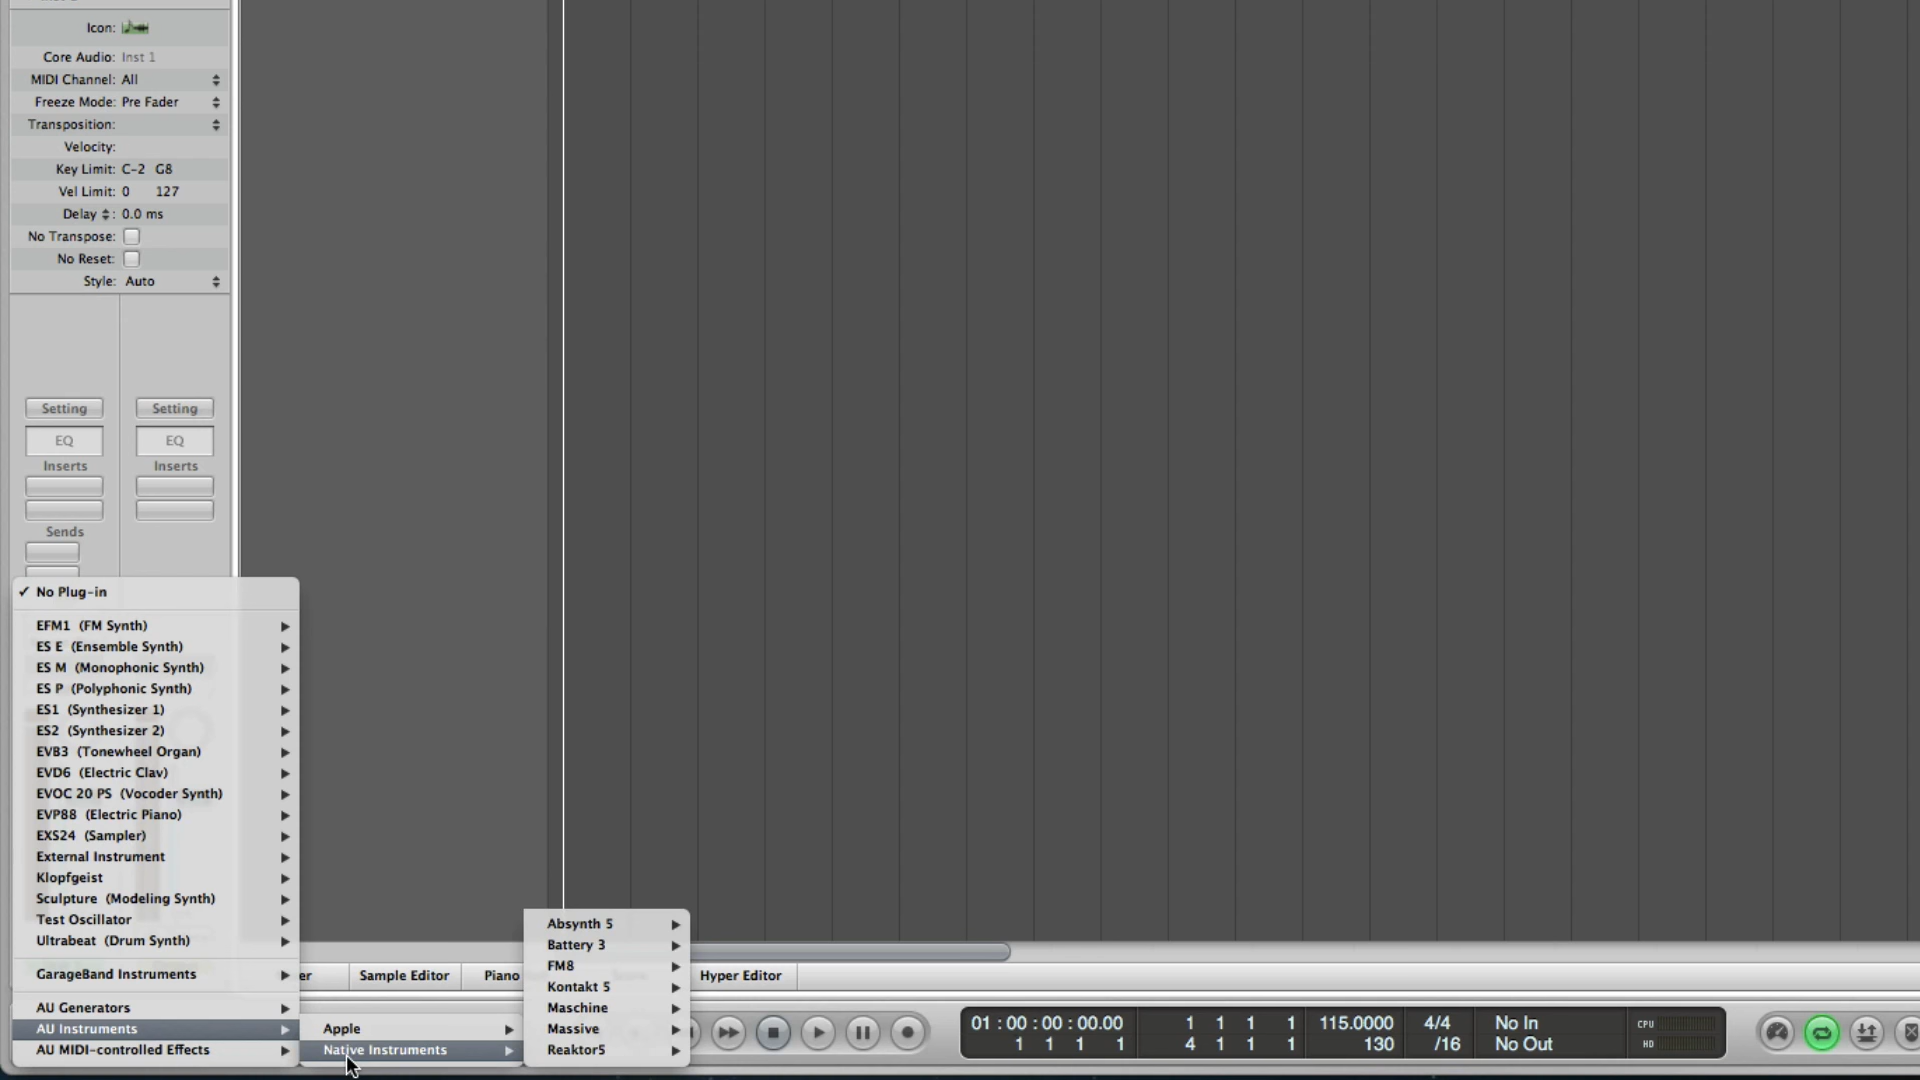 Icon:
Core Audio: Inst 1
MIDI Channel: All
Freeze Mode: Pre Fader
Transposition:
Velocity:
Key Limit: C-2 G8
Vel Limit: 0 127
Delay : 0.0 ms
No Transpose:
No Reset:
Style: Auto
Setting Setting
EQ EQ
Inserts Inserts
Sends
✓ No Plug-in
EFM1 (FM Synth)
ES E (Ensemble Synth)
ES M (Monophonic Synth)
ES P (Polyphonic Synth)
ES1 (Synthesizer 1)
ES2 (Synthesizer 2)
EVB3 (Tonewheel Organ)
EVD6 (Electric Clav)
EVOC 20 PS (Vocoder Synth)
EVP88 (Electric Piano)
EXS24 (Sampler)
External Instrument
Klopfgeist
Sculpture (Modeling Synth)
Test Oscillator
Ultrabeat (Drum Synth)
GarageBand Instruments
AU Generators
AU Instruments
AU MIDI-controlled Effects
Apple
Native Instruments
Absynth 5
Battery 3
FM8
Kontakt 5
Maschine
Massive
Reaktor5
er Sample Editor Piano Hyper Editor
01 : 00 : 00 : 00.00 1 1 1 1 115.0000 4/4 No In CPU
1 1 1 1 4 1 1 1 130 /16 No Out HD